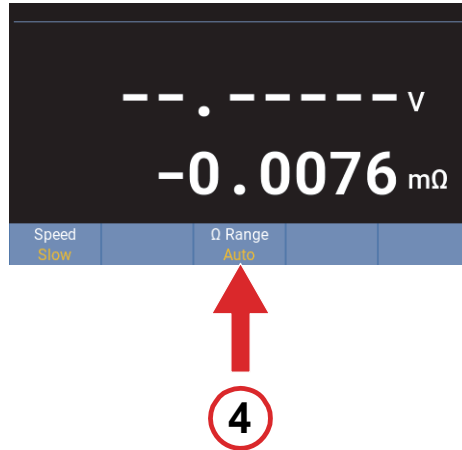 --.----- V
-0.0076 mΩ
Speed Ω Range
Slow Auto
4